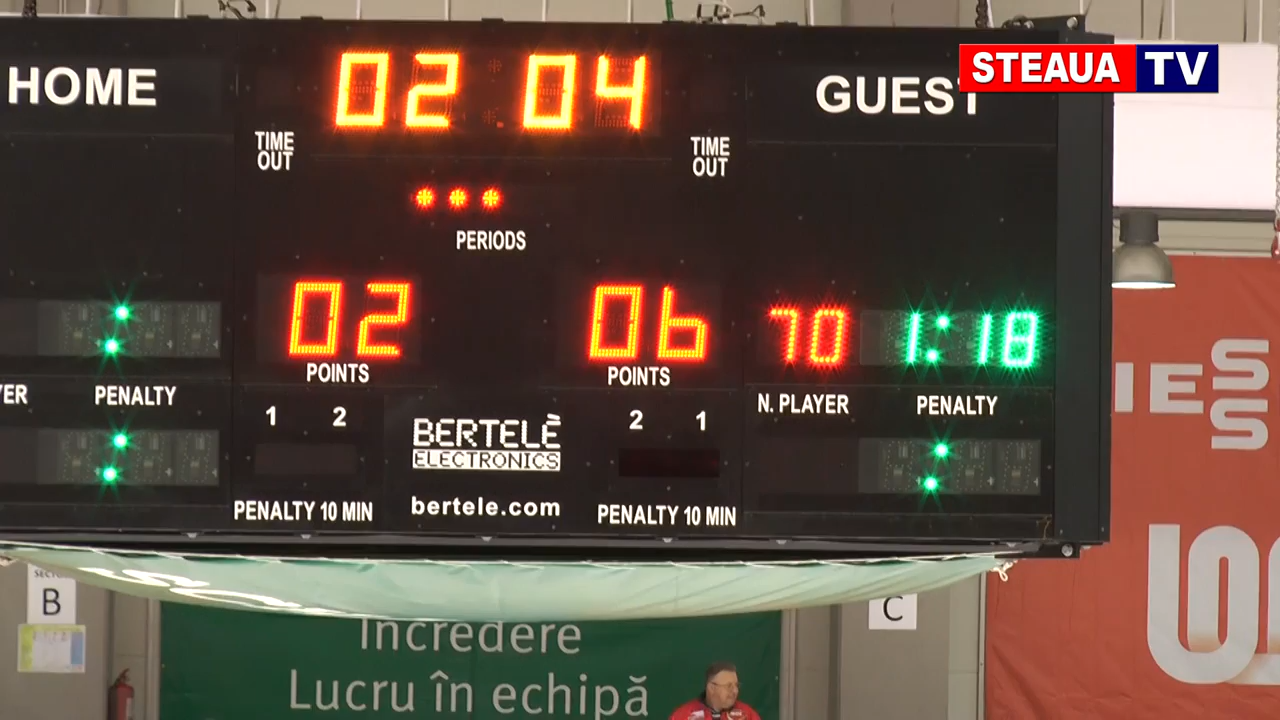 STEAUA TV
HOME
02 04
GUEST
TIME
OUT
TIME
OUT
PERIODS
02
06
70
1:18
POINTS
POINTS
PENALTY
N. PLAYER
PENALTY
1 2
2 1
BERTELÈ
ELECTRONICS
bertele.com
PENALTY 10 MIN
PENALTY 10 MIN
B
C
Încredere
Lucru în echipă